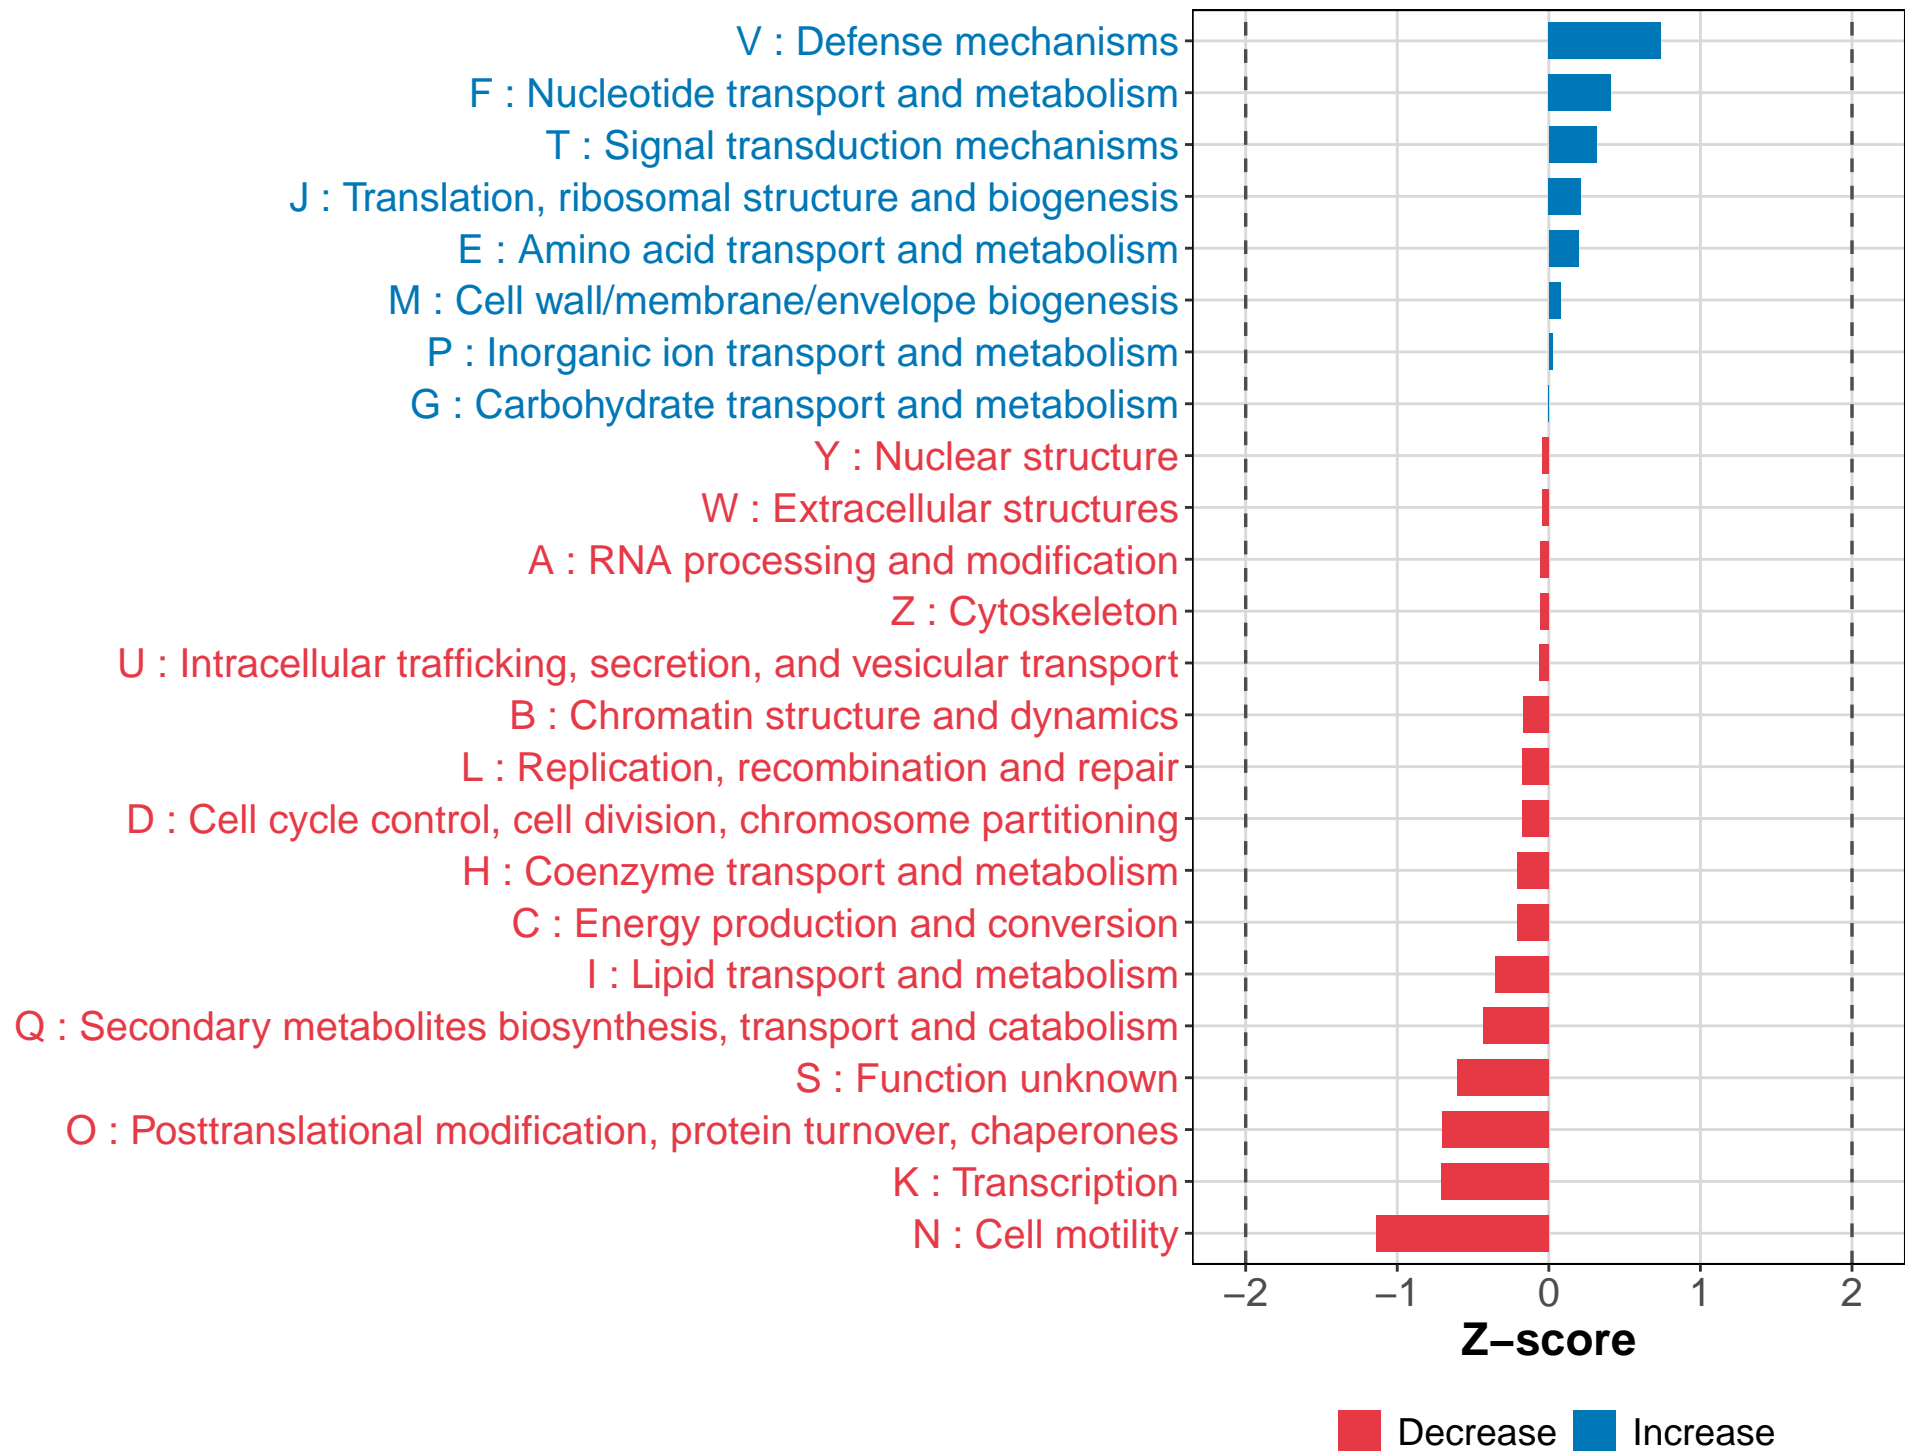 V : Defense mechanisms
F : Nucleotide transport and metabolism
T : Signal transduction mechanisms
J : Translation, ribosomal structure and biogenesis
E : Amino acid transport and metabolism
M : Cell wall/membrane/envelope biogenesis
P : Inorganic ion transport and metabolism
G : Carbohydrate transport and metabolism
Y : Nuclear structure
W : Extracellular structures
A : RNA processing and modification
Z : Cytoskeleton
U : Intracellular trafficking, secretion, and vesicular transport
B : Chromatin structure and dynamics
L : Replication, recombination and repair
D : Cell cycle control, cell division, chromosome partitioning
H : Coenzyme transport and metabolism
C : Energy production and conversion
I : Lipid transport and metabolism
Q : Secondary metabolites biosynthesis, transport and catabolism
S : Function unknown
O : Posttranslational modification, protein turnover, chaperones
K : Transcription
N : Cell motility
−2 −1 0 1 2
Z−score
Decrease Increase